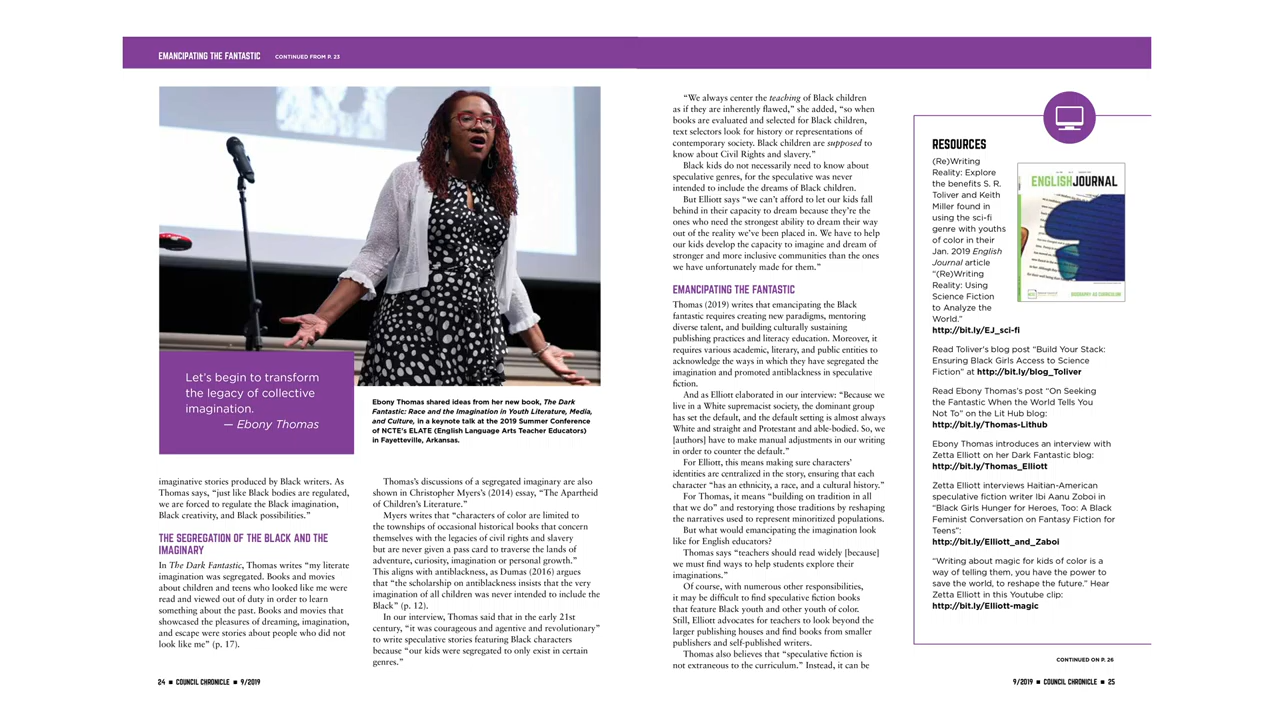 EMANCIPATING THE FANTASTIC CONTINUED FROM P. 23
Let's begin to transform
the legacy of collective
imagination.
— Ebony Thomas
Ebony Thomas shared ideas from her new book, The Dark
Fantastic: Race and the Imagination in Youth Literature, Media,
and Culture, in a keynote talk at the 2019 Summer Conference
of NCTE's ELATE (English Language Arts Teacher Educators)
in Fayetteville, Arkansas.
imaginative stories produced by Black writers. As
Thomas says, “just like Black bodies are regulated,
we are forced to regulate the Black imagination,
Black creativity, and Black possibilities.”
THE SEGREGATION OF THE BLACK AND THE
IMAGINARY
In The Dark Fantastic, Thomas writes “my literate
imagination was segregated. Books and movies
about children and teens who looked like me were
read and viewed out of duty in order to learn
something about the past. Books and movies that
showcased the pleasures of dreaming, imagination,
and escape were stories about people who did not
look like me” (p. 17).
Thomas's discussions of a segregated imaginary are also
shown in Christopher Myers's (2014) essay, “The Apartheid
of Children's Literature.”
Myers writes that “characters of color are limited to
the townships of occasional historical books that concern
themselves with the legacies of civil rights and slavery
but are never given a pass card to traverse the lands of
adventure, curiosity, imagination or personal growth.”
This aligns with antiblackness, as Dumas (2016) argues
that “the scholarship on antiblackness insists that the very
imagination of all children was never intended to include the
Black” (p. 12).
In our interview, Thomas said that in the early 21st
century, “it was courageous and agentive and revolutionary”
to write speculative stories featuring Black characters
because “our kids were segregated to only exist in certain
genres.”
24 ■ COUNCIL CHRONICLE ■ 9/2019
“We always center the teaching of Black children
as if they are inherently flawed,” she added, “so when
books are evaluated and selected for Black children,
text selectors look for history or representations of
contemporary society. Black children are supposed to
know about Civil Rights and slavery.”
Black kids do not necessarily need to know about
speculative genres, for the speculative was never
intended to include the dreams of Black children.
But Elliott says “we can't afford to let our kids fall
behind in their capacity to dream because they're the
ones who need the strongest ability to dream their way
out of the reality we've been placed in. We have to help
our kids develop the capacity to imagine and dream of
stronger and more inclusive communities than the ones
we have unfortunately made for them.”
EMANCIPATING THE FANTASTIC
Thomas (2019) writes that emancipating the Black
fantastic requires creating new paradigms, mentoring
diverse talent, and building culturally sustaining
publishing practices and literacy education. Moreover, it
requires various academic, literary, and public entities to
acknowledge the ways in which they have segregated the
imagination and promoted antiblackness in speculative
fiction.
And as Elliott elaborated in our interview: “Because we
live in a White supremacist society, the dominant group
has set the default, and the default setting is almost always
White and straight and Protestant and able-bodied. So, we
[authors] have to make manual adjustments in our writing
in order to counter the default.”
For Elliott, this means making sure characters'
identities are centralized in the story, ensuring that each
character “has an ethnicity, a race, and a cultural history.”
For Thomas, it means “building on tradition in all
that we do” and restorying those traditions by reshaping
the narratives used to represent minoritized populations.
But what would emancipating the imagination look
like for English educators?
Thomas says “teachers should read widely [because]
we must find ways to help students explore their
imaginations.”
Of course, with numerous other responsibilities,
it may be difficult to find speculative fiction books
that feature Black youth and other youth of color.
Still, Elliott advocates for teachers to look beyond the
larger publishing houses and find books from smaller
publishers and self-published writers.
Thomas also believes that “speculative fiction is
not extraneous to the curriculum.” Instead, it can be
RESOURCES
(Re)Writing
Reality: Explore
the benefits S. R.
Toliver and Keith
Miller found in
using the sci-fi
genre with youths
of color in their
Jan. 2019 English
Journal article
“(Re)Writing
Reality: Using
Science Fiction
to Analyze the
World.”
http://bit.ly/EJ_sci-fi
ENGLISHJOURNAL
BIOGRAPHY AS CURRICULUM
Read Toliver's blog post “Build Your Stack:
Ensuring Black Girls Access to Science
Fiction” at http://bit.ly/blog_Toliver
Read Ebony Thomas's post “On Seeking
the Fantastic When the World Tells You
Not To” on the Lit Hub blog:
http://bit.ly/Thomas-Lithub
Ebony Thomas introduces an interview with
Zetta Elliott on her Dark Fantastic blog:
http://bit.ly/Thomas_Elliott
Zetta Elliott interviews Haitian-American
speculative fiction writer Ibi Aanu Zoboi in
“Black Girls Hunger for Heroes, Too: A Black
Feminist Conversation on Fantasy Fiction for
Teens”:
http://bit.ly/Elliott_and_Zaboi
“Writing about magic for kids of color is a
way of telling them, you have the power to
save the world, to reshape the future.” Hear
Zetta Elliott in this Youtube clip:
http://bit.ly/Elliott-magic
CONTINUED ON P. 26
9/2019 ■ COUNCIL CHRONICLE ■ 25